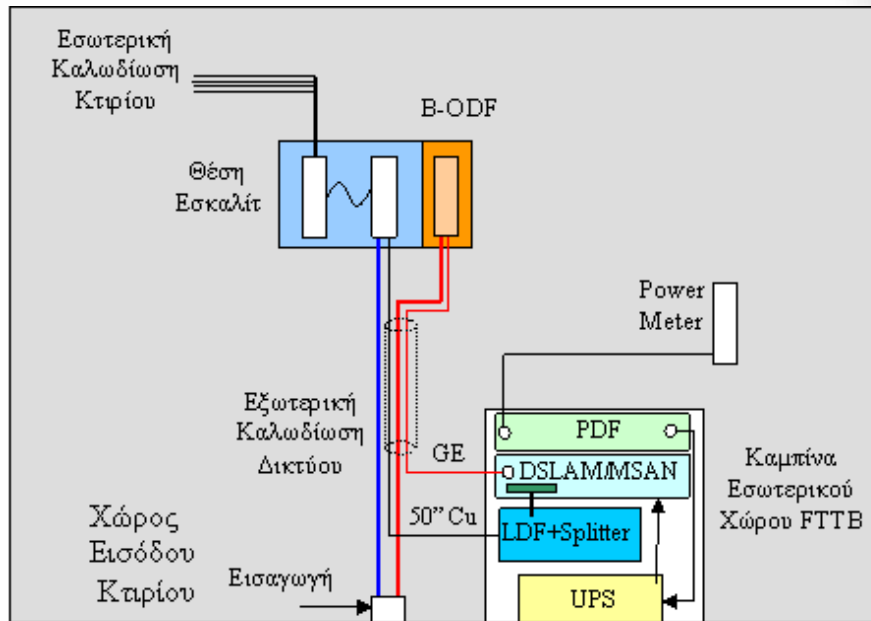 Εσωτερική
Καλωδίωση
Κτιρίου
B-ODF
Θέση
Εσκαλίτ
Power
Meter
Εξωτερική
Καλωδίωση
Δικτύου
GE
PDF
DSLAM/MSAN
50” Cu
LDF+Splitter
UPS
Καμπίνα
Εσωτερικού
Χώρου FTTB
Χώρος
Εισόδου
Κτιρίου
Εισαγωγή